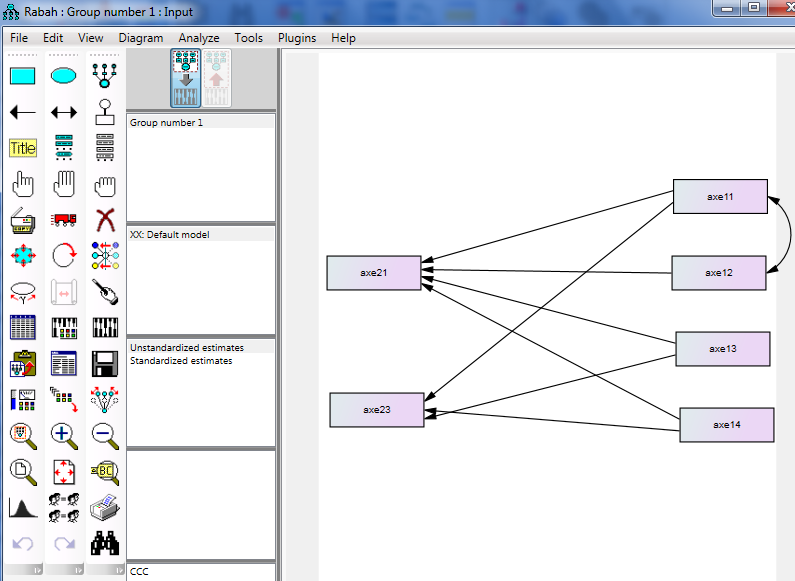 Rabah : Group number 1 : Input
File Edit View Diagram Analyze Tools Plugins Help
Title
Group number 1
XX: Default model
Unstandardized estimates
Standardized estimates
CCC
axe11
axe21
axe12
axe13
axe23
axe14